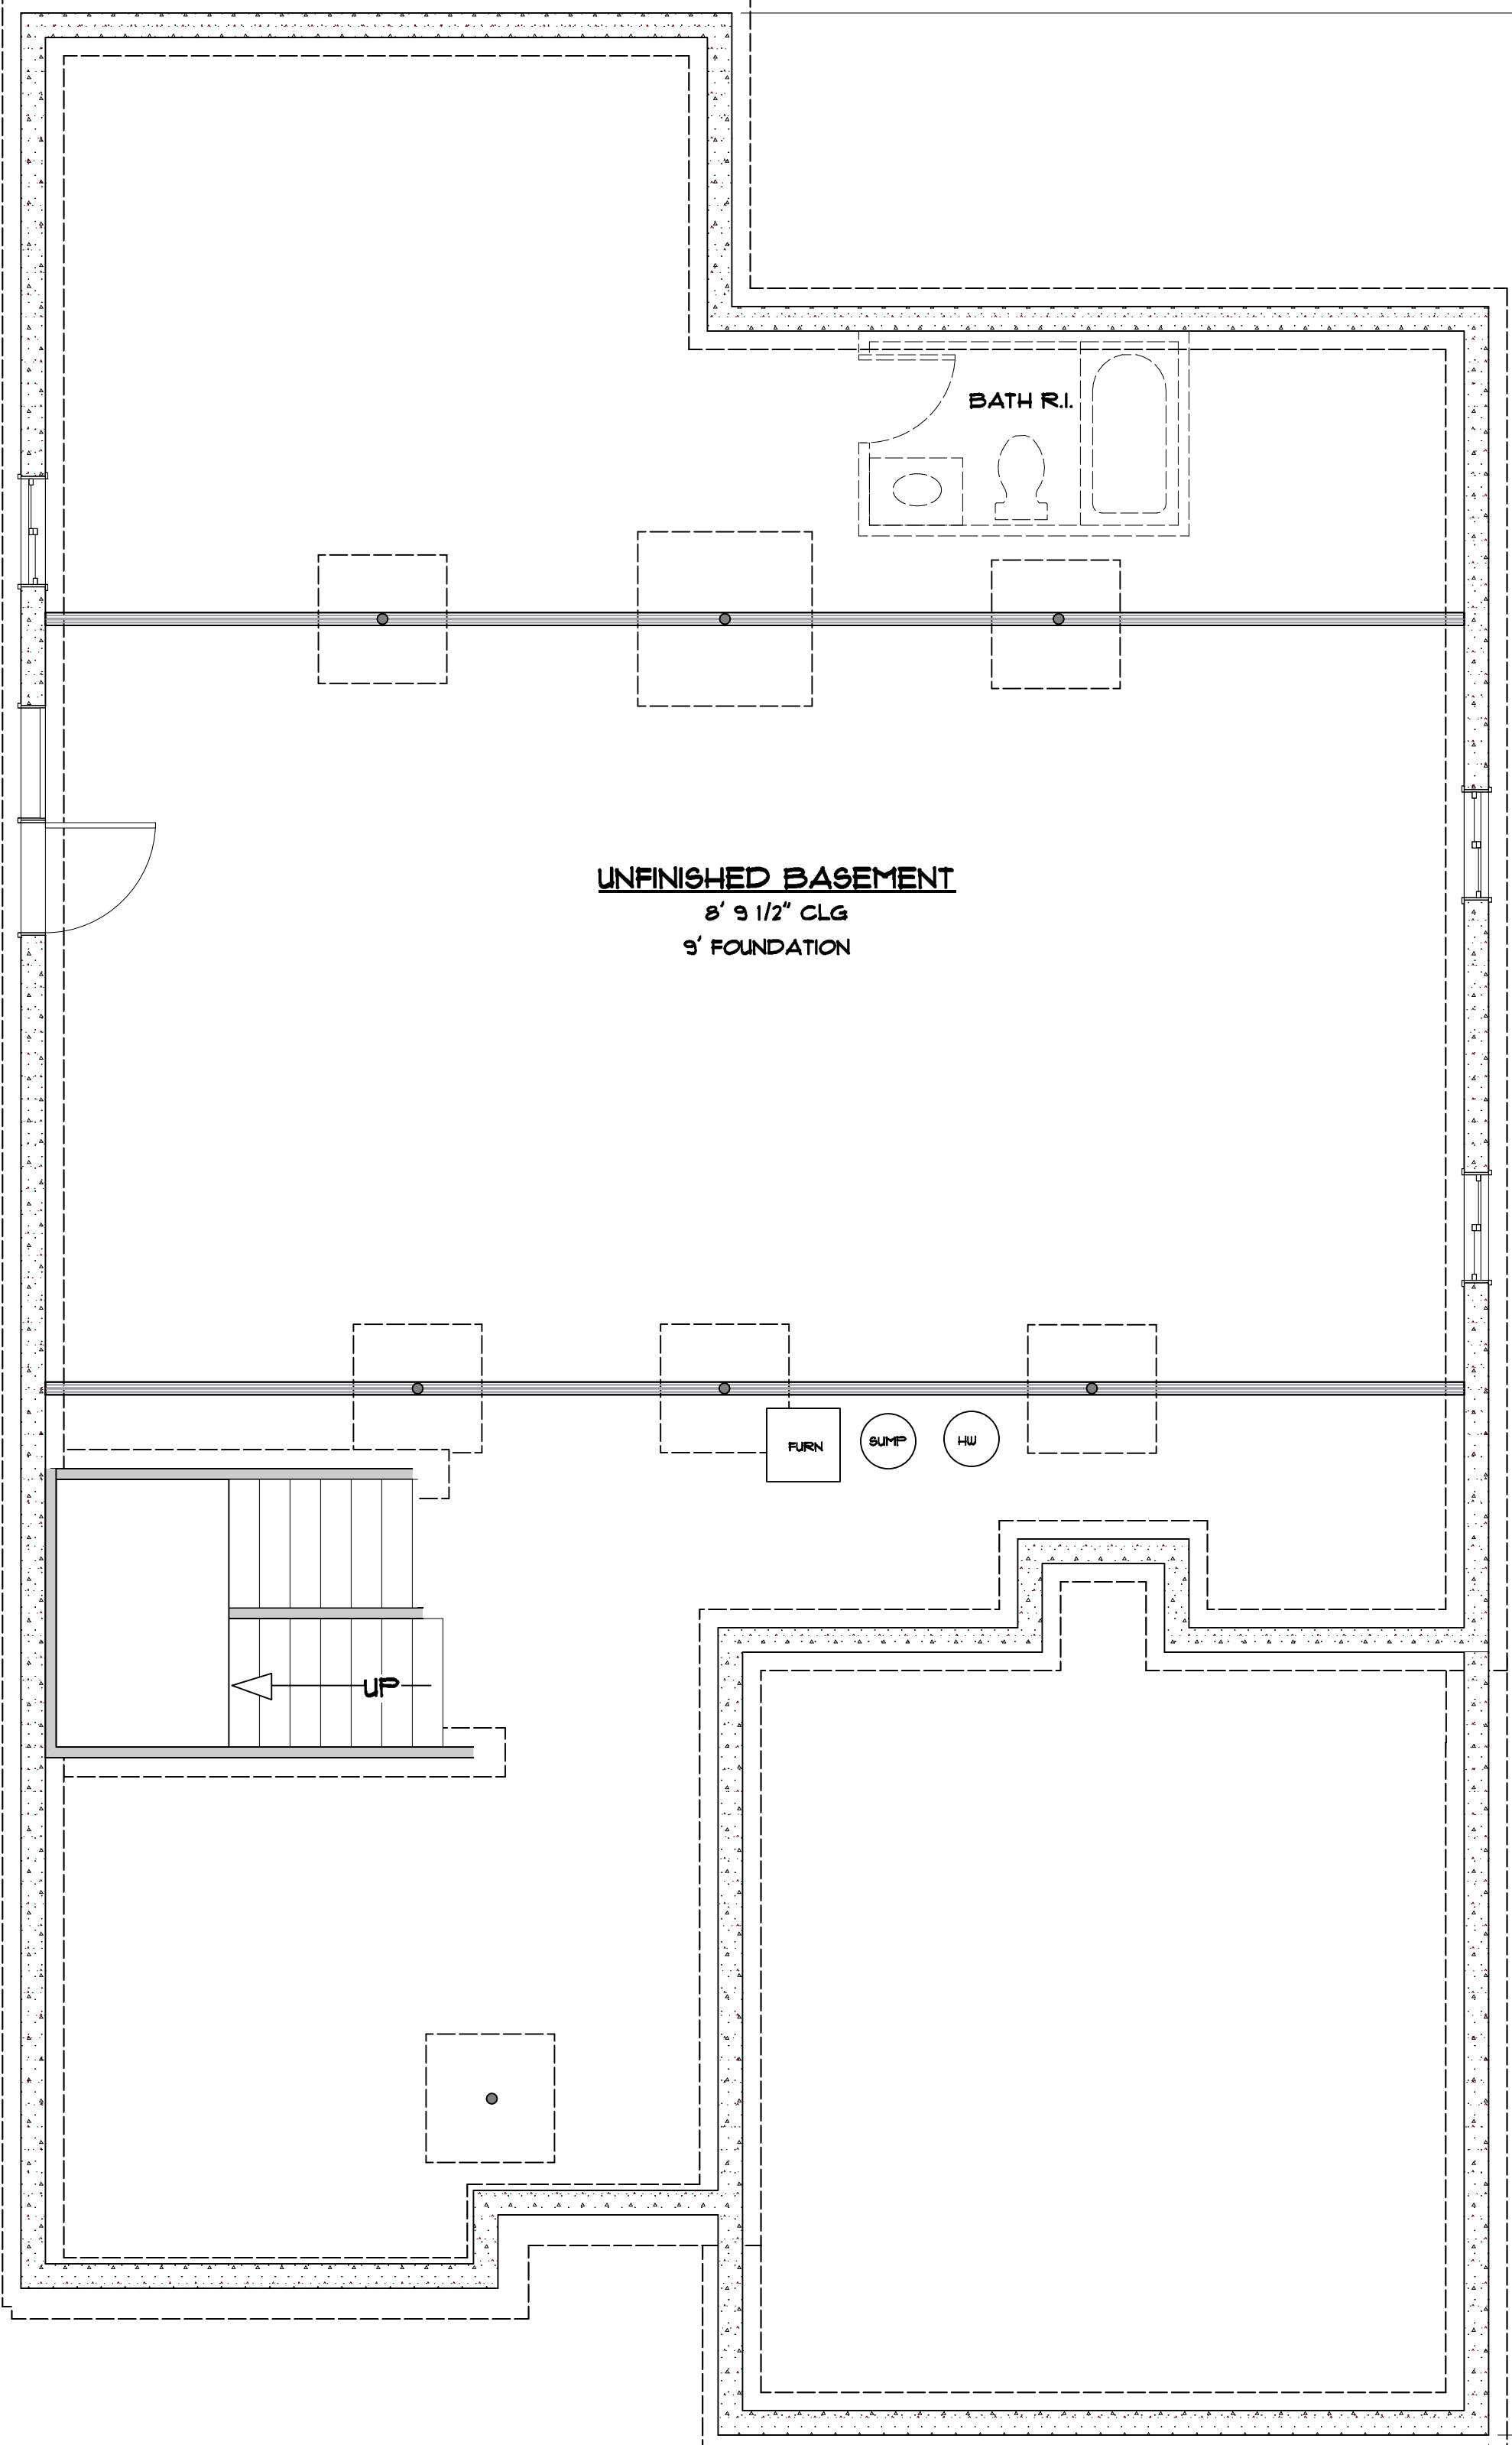 BATH R.I.
UNFINISHED BASEMENT
8' 9 1/2" CLG
9' FOUNDATION
FURN
SUMP
HW
UP